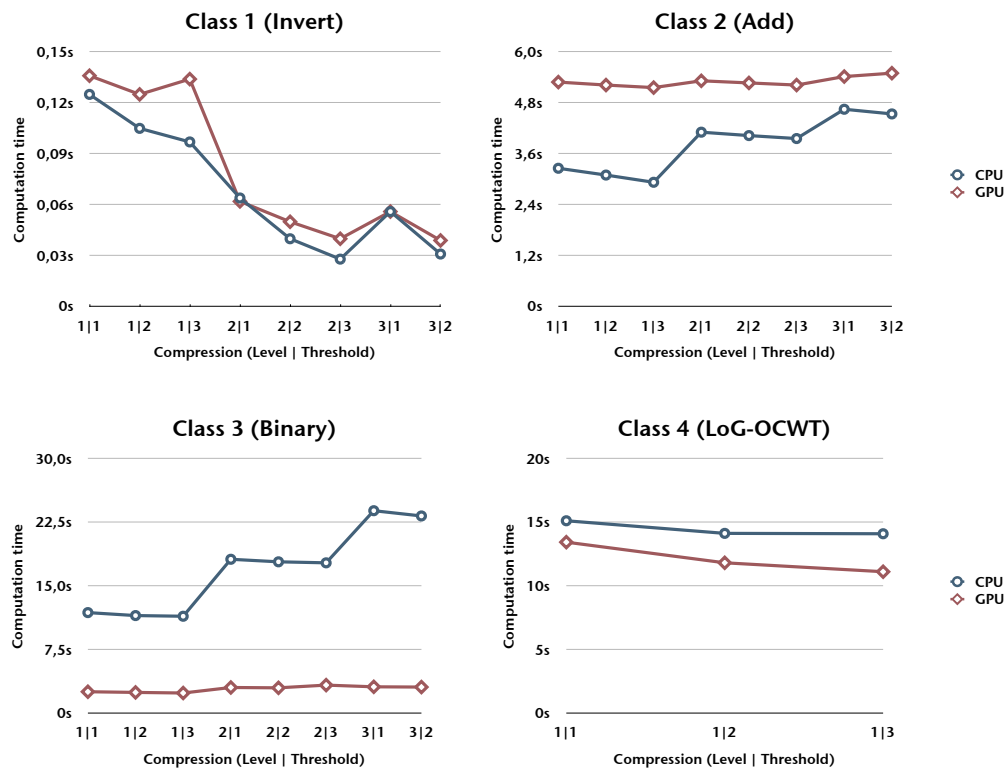 Class 1 (Invert)
0,15s
0,12s
0,09s
0,06s
0,03s
0s
Computation time
1|1 1|2 1|3 2|1 2|2 2|3 3|1 3|2
Compression (Level | Threshold)
Class 2 (Add)
6,0s
4,8s
3,6s
2,4s
1,2s
0s
Computation time
1|1 1|2 1|3 2|1 2|2 2|3 3|1 3|2
Compression (Level | Threshold)
CPU
GPU
Class 3 (Binary)
30,0s
22,5s
15,0s
7,5s
0s
Computation time
1|1 1|2 1|3 2|1 2|2 2|3 3|1 3|2
Compression (Level | Threshold)
Class 4 (LoG-OCWT)
20s
15s
10s
5s
0s
Computation time
1|1 1|2 1|3
Compression (Level | Threshold)
CPU
GPU